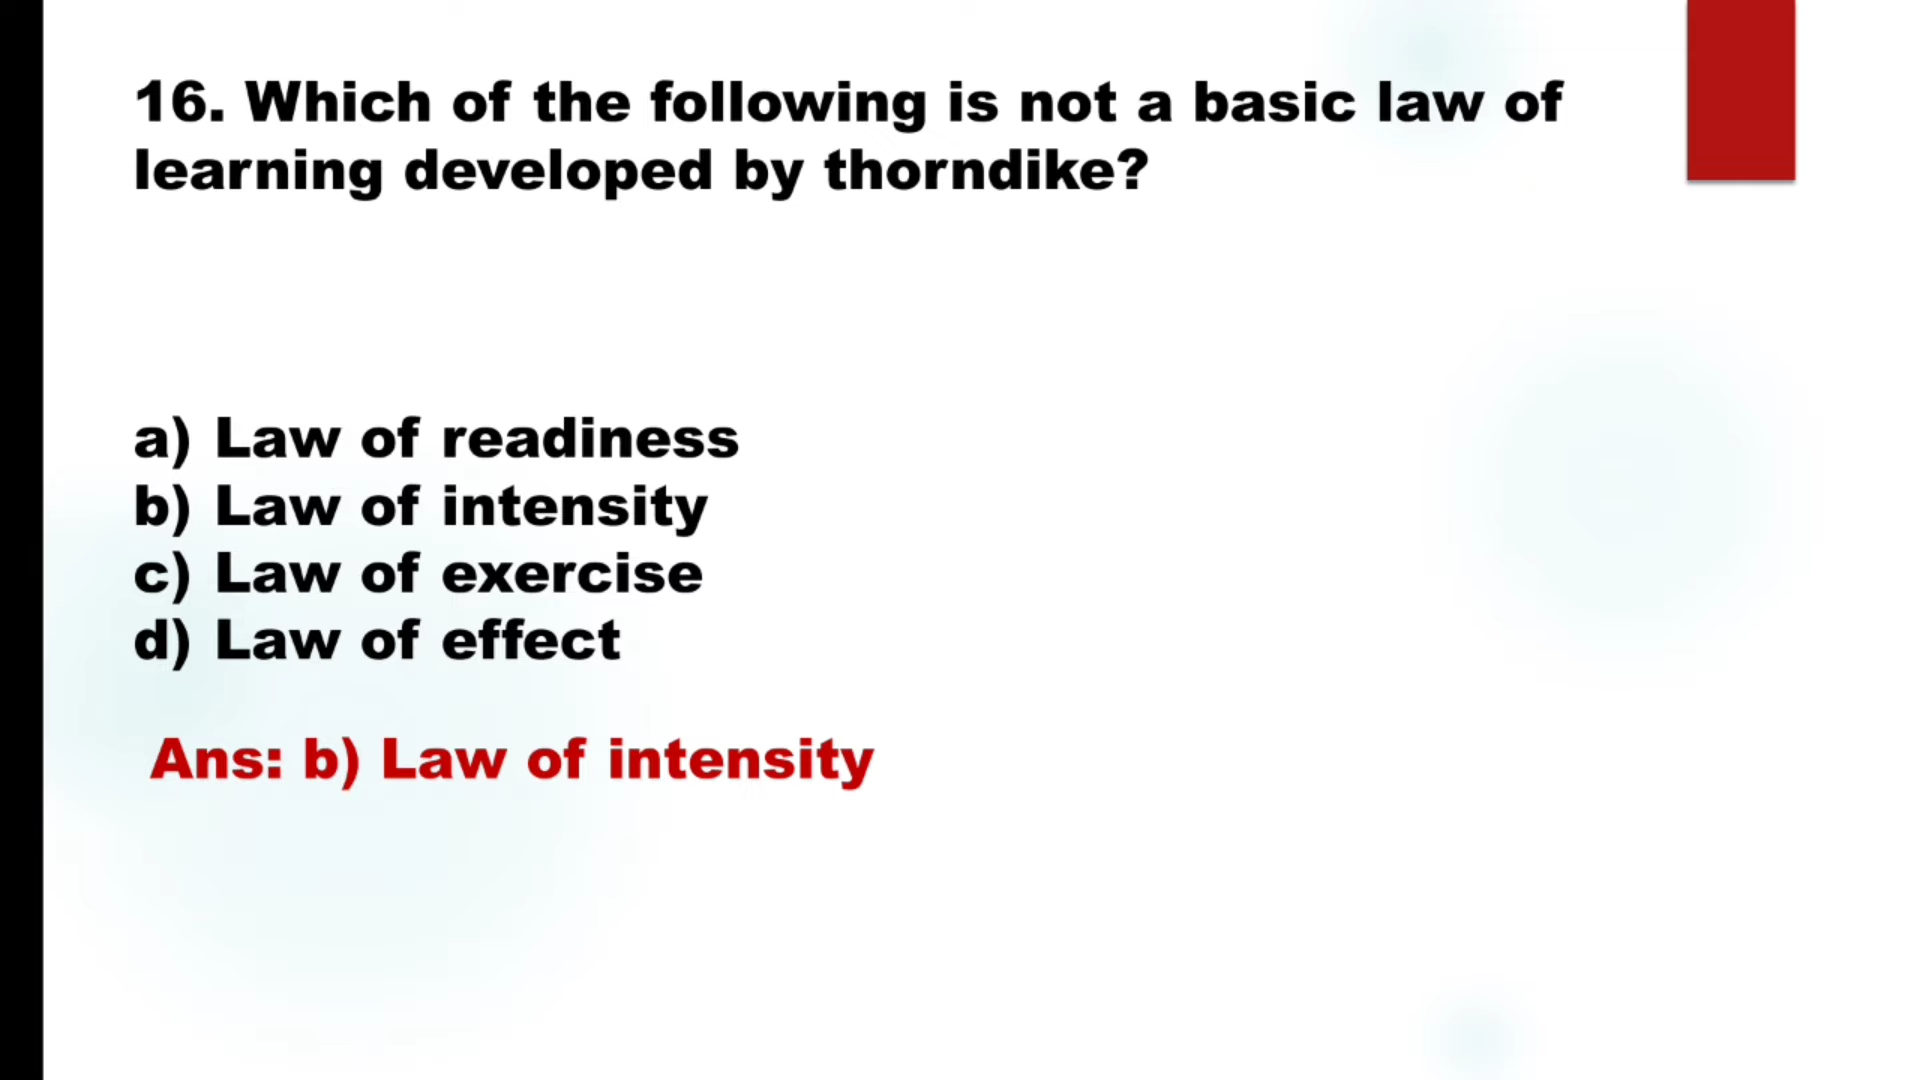 16. Which of the following is not a basic law of
learning developed by thorndike?
a) Law of readiness
b) Law of intensity
c) Law of exercise
d) Law of effect
Ans: b) Law of intensity